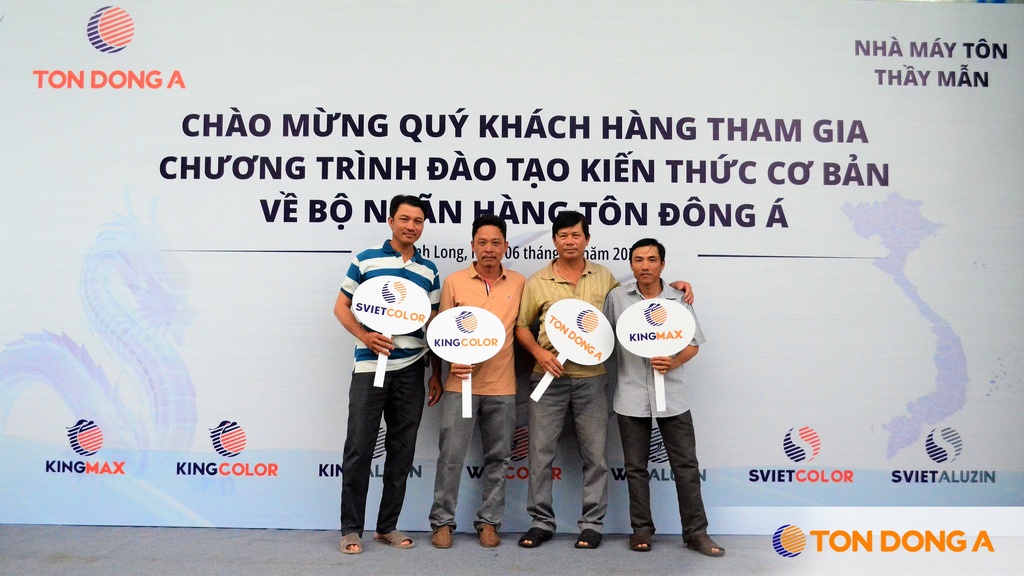 TON DONG A
NHÀ MÁY TÔN
THẦY MẪN
CHÀO MỪNG QUÝ KHÁCH HÀNG THAM GIA
CHƯƠNG TRÌNH ĐÀO TẠO KIẾN THỨC CƠ BẢN
VỀ BỘ NHÃN HÀNG TÔN ĐÔNG Á
Long, 06 tháng
SVIETCOLOR
KINGCOLOR
TON DONG A
KINGMAX
KINGMAX
KINGCOLOR
SVIETCOLOR
SVIETALUZIN
TON DONG A